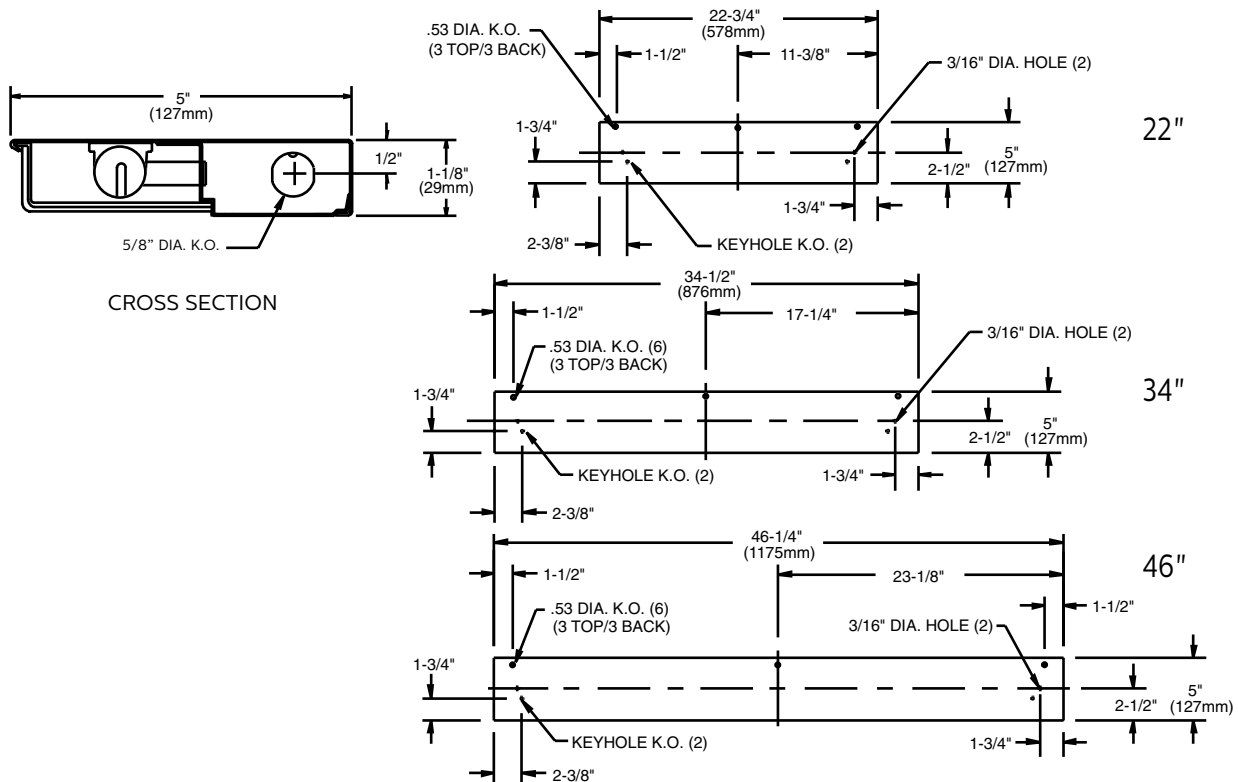 5"
(127mm)
1/2"
1-1/8"
(29mm)
5/8” DIA. K.O.
CROSS SECTION
22-3/4"
(578mm)
.53 DIA. K.O.
(3 TOP/3 BACK)
1-1/2"
11-3/8"
3/16" DIA. HOLE (2)
1-3/4"
22"
5"
(127mm)
2-1/2"
1-3/4"
2-3/8"
KEYHOLE K.O. (2)
34-1/2"
(876mm)
1-1/2"
17-1/4"
3/16" DIA. HOLE (2)
.53 DIA. K.O. (6)
(3 TOP/3 BACK)
1-3/4"
34"
5"
(127mm)
2-1/2"
KEYHOLE K.O. (2)
1-3/4"
2-3/8"
46-1/4"
(1175mm)
1-1/2"
23-1/8"
46"
1-1/2"
.53 DIA. K.O. (6)
(3 TOP/3 BACK)
3/16" DIA. HOLE (2)
1-3/4"
5"
(127mm)
2-1/2"
KEYHOLE K.O. (2)
1-3/4"
2-3/8"